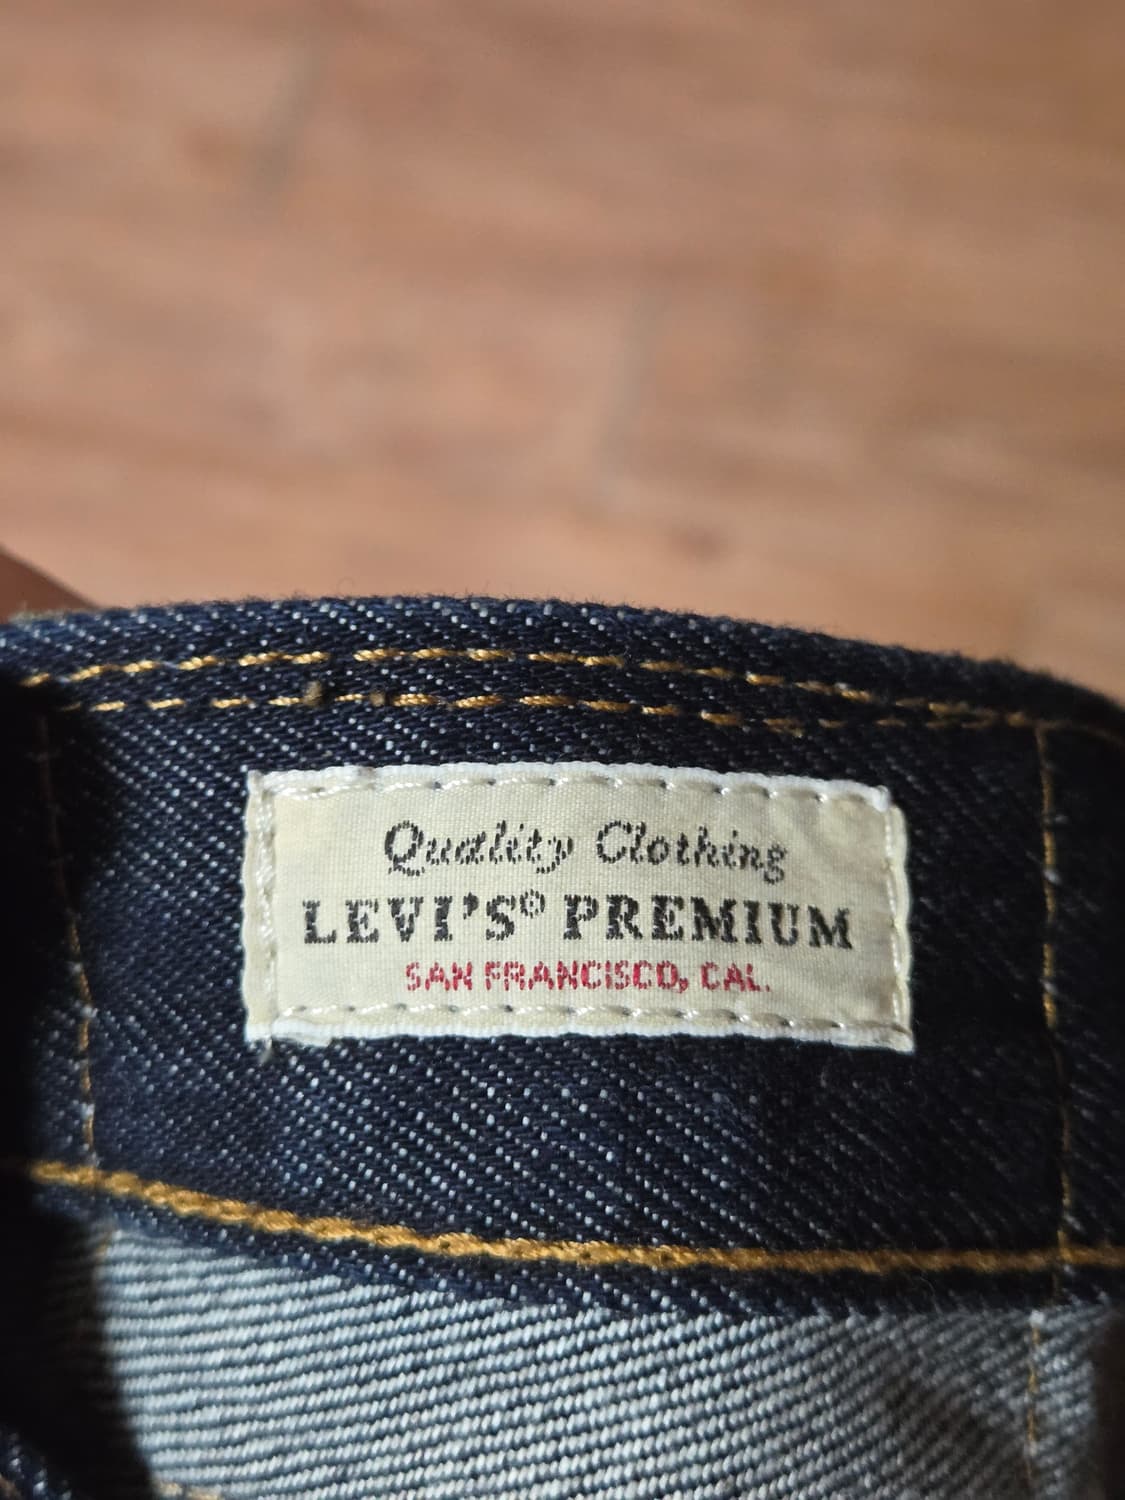 Quality Clothing
LEVI'S® PREMIUM
SAN FRANCISCO, CAL.